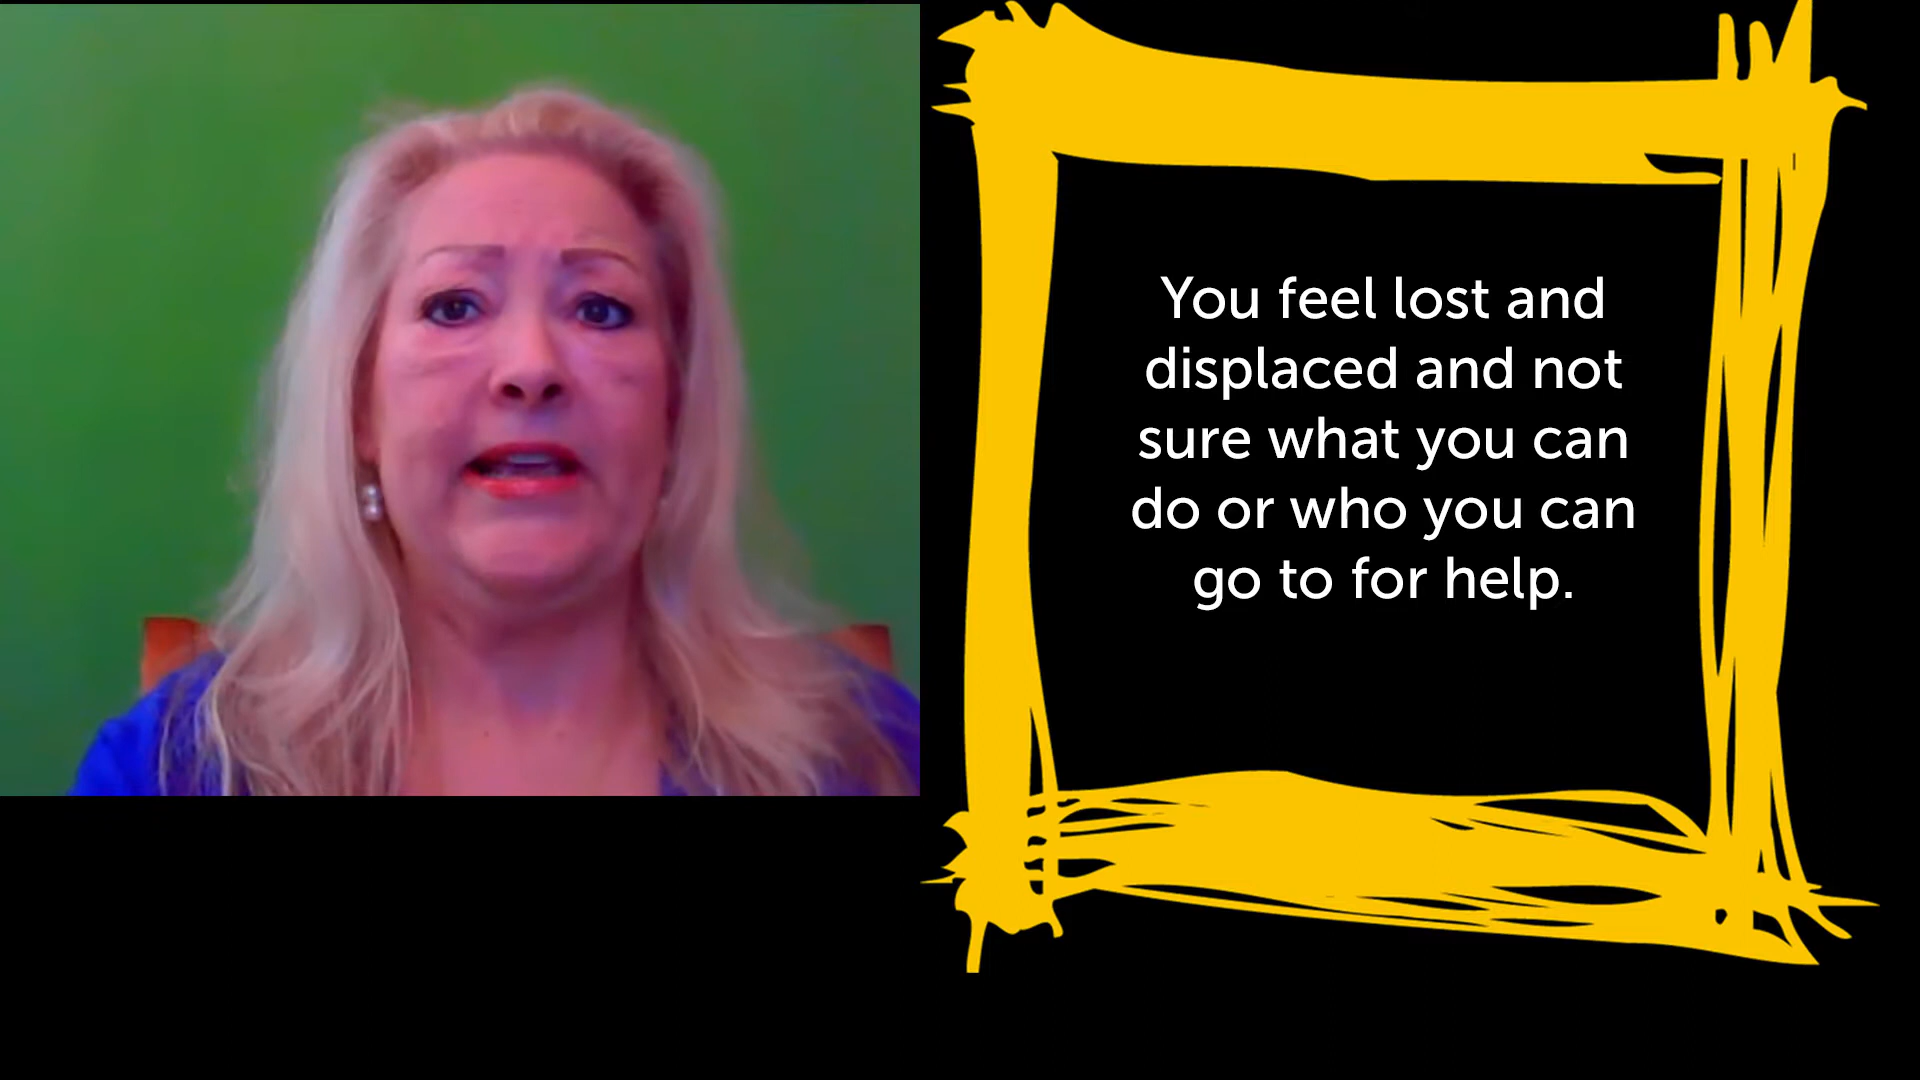 You feel lost and
displaced and not
sure what you can
do or who you can
go to for help.